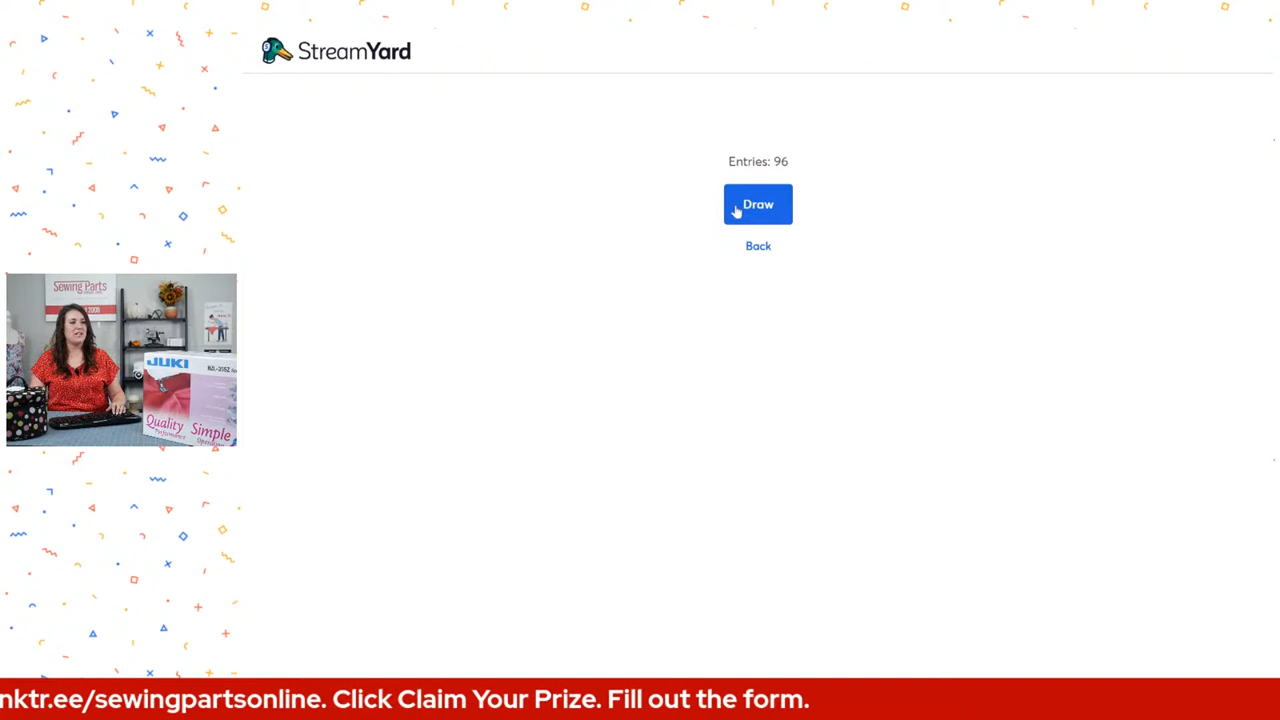 StreamYard
Entries: 96
Draw
Back
Sewing Parts
JUKI
Quality
Performance
Simple
nktr.ee/sewingpartsonline. Click Claim Your Prize. Fill out the form.